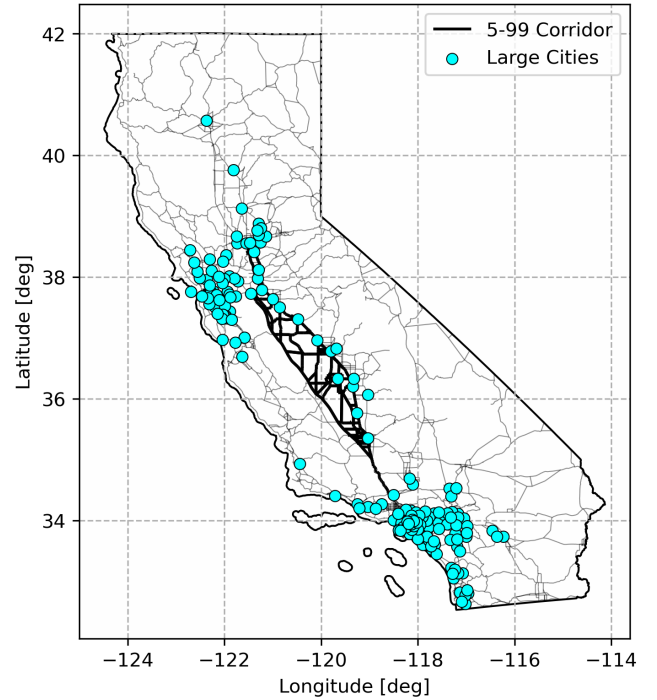 5-99 Corridor
Large Cities
42
40
38
36
34
Latitude [deg]
−124
−122
−120
−118
−116
−114
Longitude [deg]